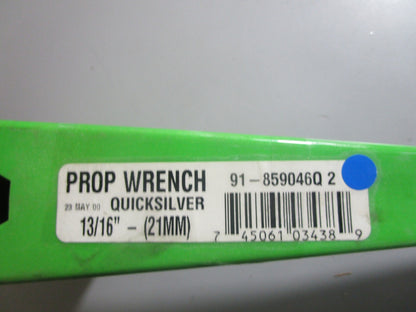 PROP WRENCH 91-859046Q 2
23 MAY 00 QUICKSILVER
13/16" - (21MM)
7 45061 03438 9